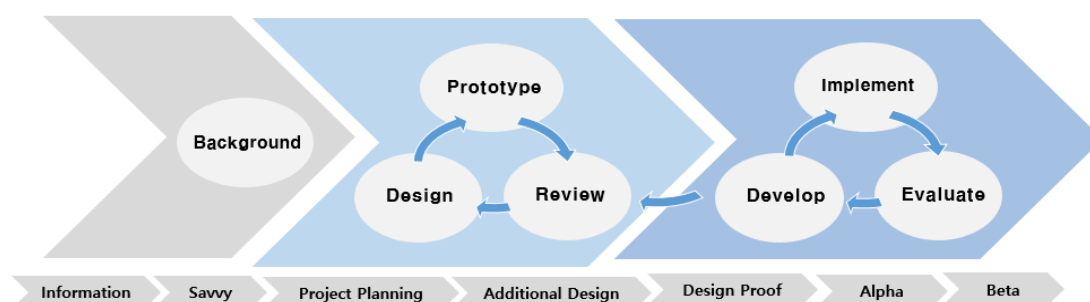 Prototype
Implement
Background
Design
Review
Develop
Evaluate
Information
Savvy
Project Planning
Additional Design
Design Proof
Alpha
Beta